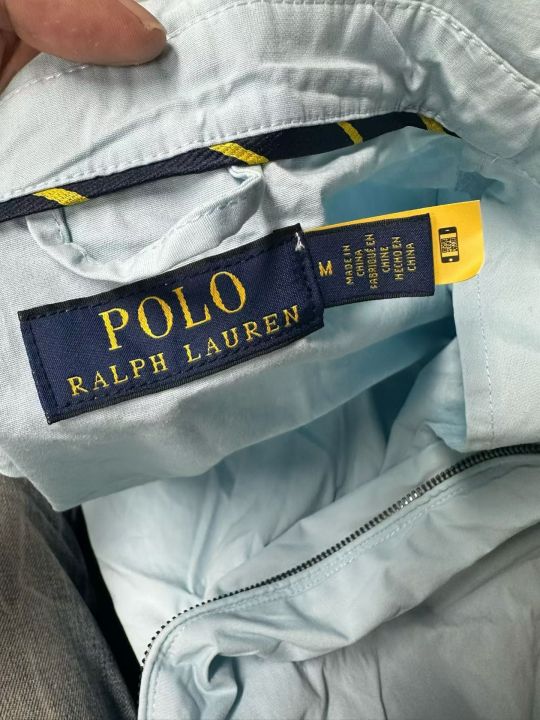 POLO
RALPH LAUREN
M
MADE IN
CHINA
FABRIQUÉ EN
CHINE
HECHO EN
CHINA